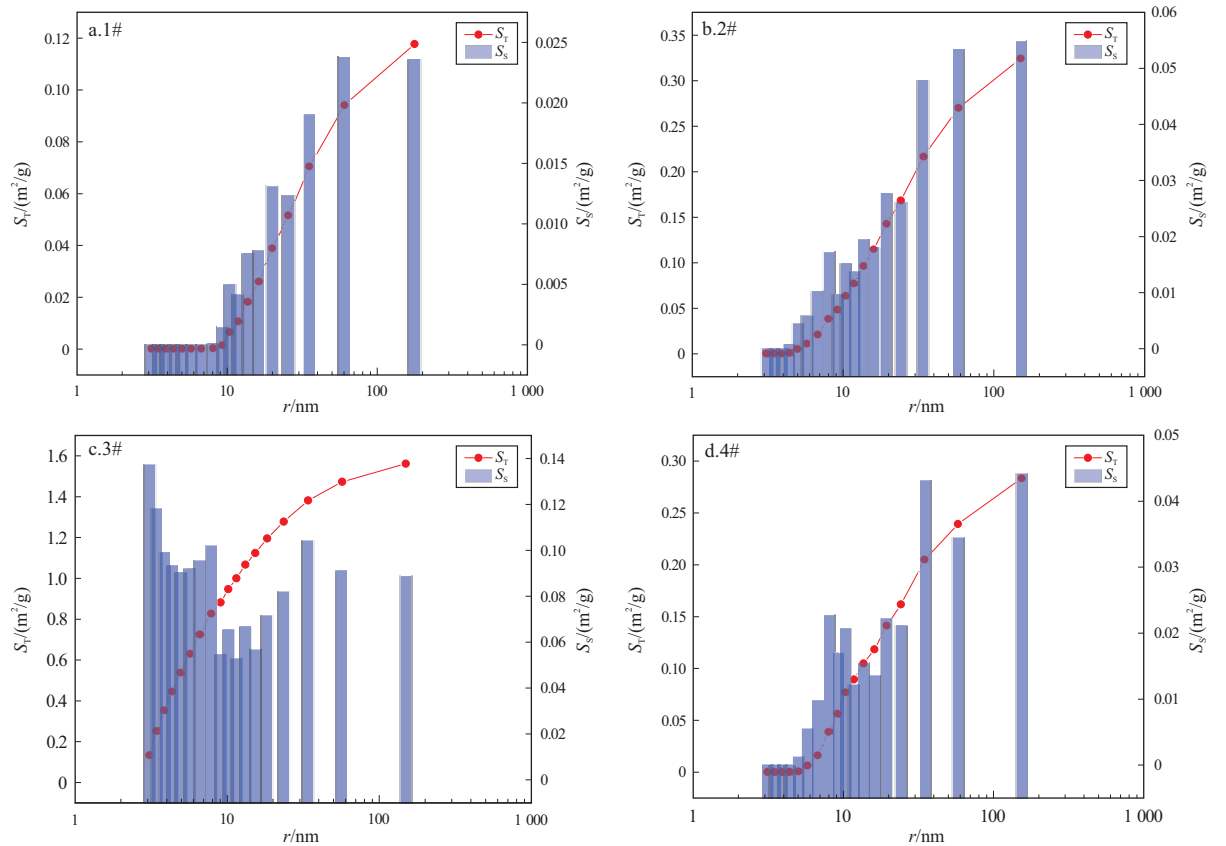 a.1#
S_T
S_S
0.12
0.10
0.08
0.06
0.04
0.02
0
S_T/(m²/g)
0.025
0.020
0.015
0.010
0.005
0
S_S/(m²/g)
1 10 100 1 000
r/nm
b.2#
S_T
S_S
0.35
0.30
0.25
0.20
0.15
0.10
0.05
0
S_T/(m²/g)
0.06
0.05
0.04
0.03
0.02
0.01
0
S_S/(m²/g)
1 10 100 1 000
r/nm
c.3#
S_T
S_S
1.6
1.4
1.2
1.0
0.8
0.6
0.4
0.2
0
S_T/(m²/g)
0.14
0.12
0.10
0.08
0.06
0.04
0.02
0
S_S/(m²/g)
1 10 100 1 000
r/nm
d.4#
S_T
S_S
0.30
0.25
0.20
0.15
0.10
0.05
0
S_T/(m²/g)
0.05
0.04
0.03
0.02
0.01
0
S_S/(m²/g)
1 10 100 1 000
r/nm